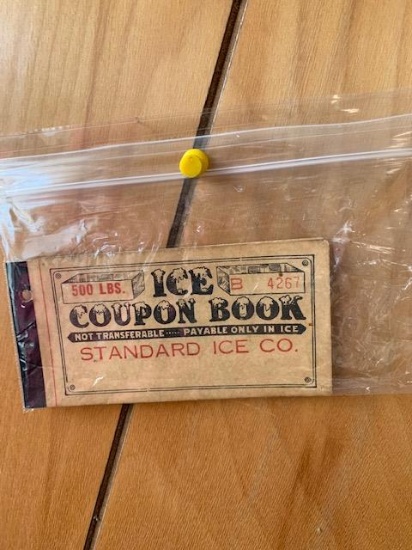 500 LBS. ICE B 4267
COUPON BOOK
NOT TRANSFERABLE..... PAYABLE ONLY IN ICE
STANDARD ICE CO.